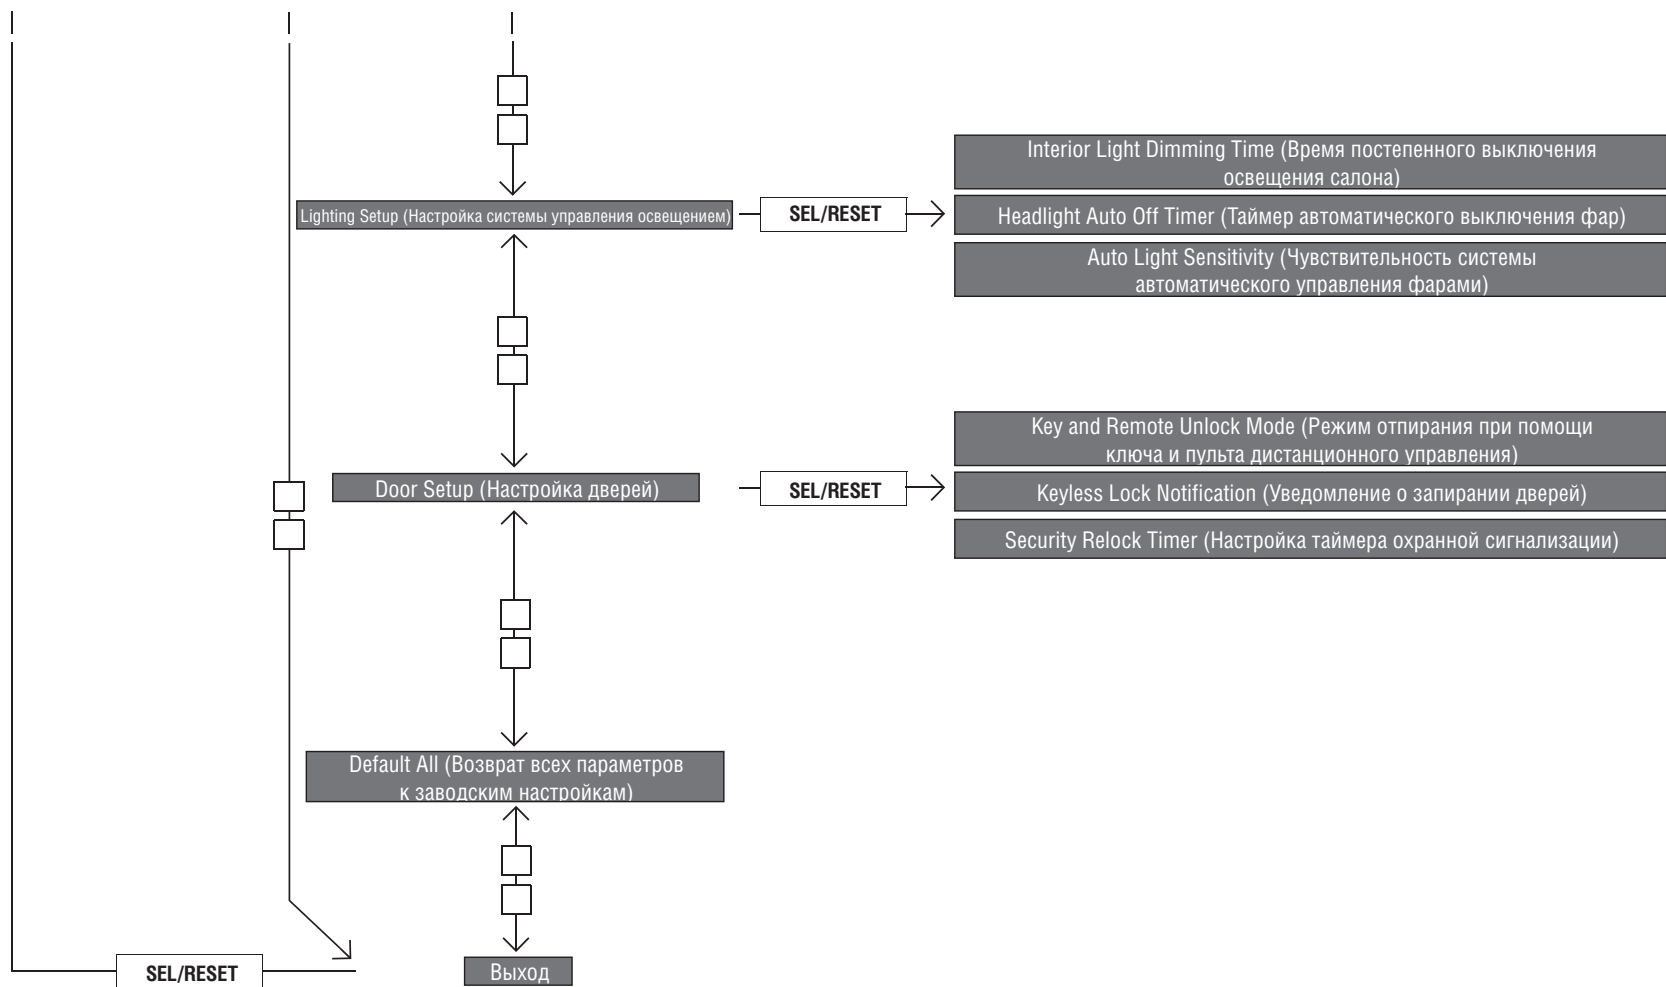 Interior Light Dimming Time (Время постепенного выключения
освещения салона)
Lighting Setup (Настройка системы управления освещением)
SEL/RESET
Headlight Auto Off Timer (Таймер автоматического выключения фар)
Auto Light Sensitivity (Чувствительность системы
автоматического управления фарами)
Key and Remote Unlock Mode (Режим отпирания при помощи
ключа и пульта дистанционного управления)
Door Setup (Настройка дверей)
SEL/RESET
Keyless Lock Notification (Уведомление о запирании дверей)
Security Relock Timer (Настройка таймера охранной сигнализации)
Default All (Возврат всех параметров
к заводским настройкам)
SEL/RESET
Выход